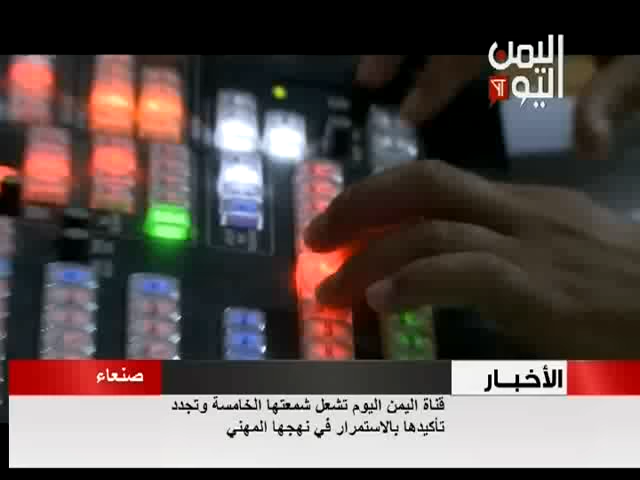 اليمن
اليوم
الأخبار
صنعاء
قناة اليمن اليوم تشعل شمعتها الخامسة وتجدد
تأكيدها بالاستمرار في نهجها المهني